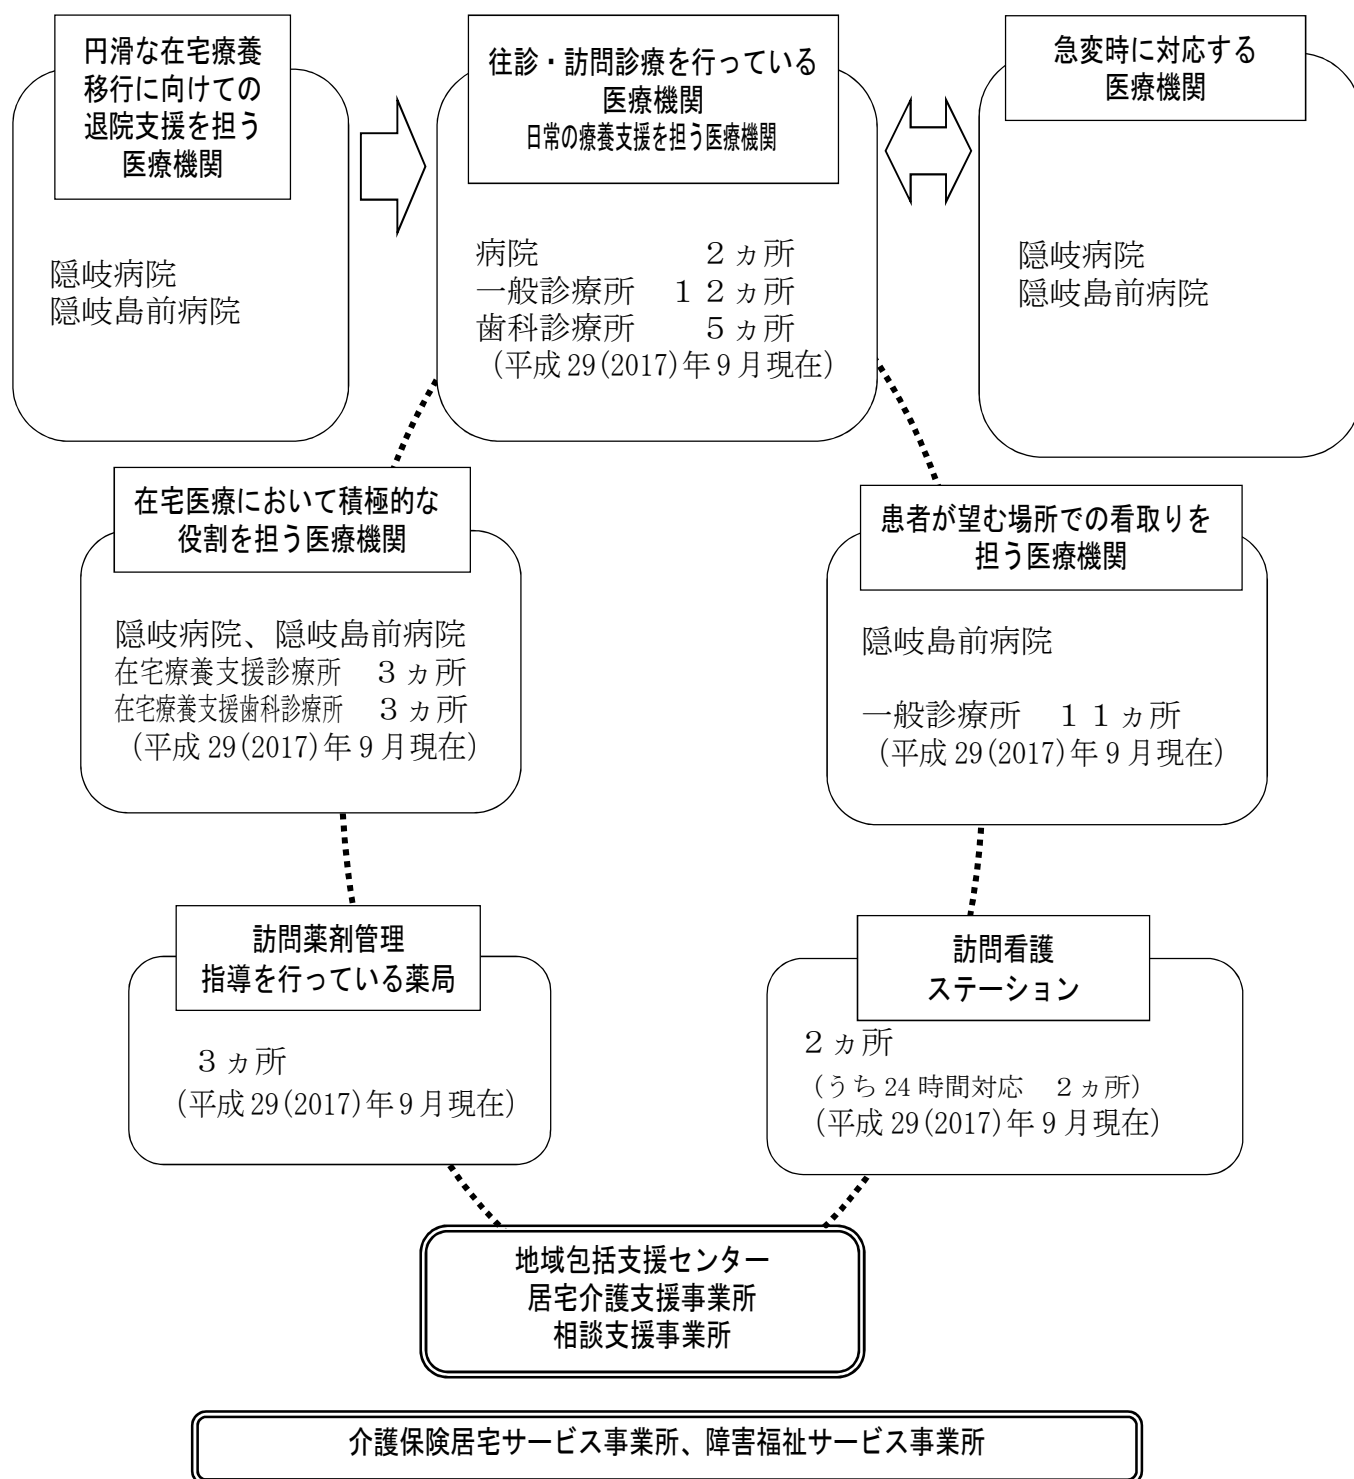 円滑な在宅療養
移行に向けての
退院支援を担う
医療機関
隠岐病院
隠岐島前病院
往診・訪問診療を行っている
医療機関
日常の療養支援を担う医療機関
病院　２ヵ所
一般診療所　１２ヵ所
歯科診療所　５ヵ所
(平成 29(2017)年 9 月現在)
急変時に対応する
医療機関
隠岐病院
隠岐島前病院
在宅医療において積極的な
役割を担う医療機関
隠岐病院、隠岐島前病院
在宅療養支援診療所　３ヵ所
在宅療養支援歯科診療所　３ヵ所
(平成 29(2017)年 9 月現在)
患者が望む場所での看取りを
担う医療機関
隠岐島前病院
一般診療所　１１ヵ所
(平成 29(2017)年 9 月現在)
訪問薬剤管理
指導を行っている薬局
３ヵ所
(平成 29(2017)年 9 月現在)
訪問看護
ステーション
２ヵ所
(うち 24 時間対応　２ヵ所)
(平成 29(2017)年 9 月現在)
地域包括支援センター
居宅介護支援事業所
相談支援事業所
介護保険居宅サービス事業所、障害福祉サービス事業所